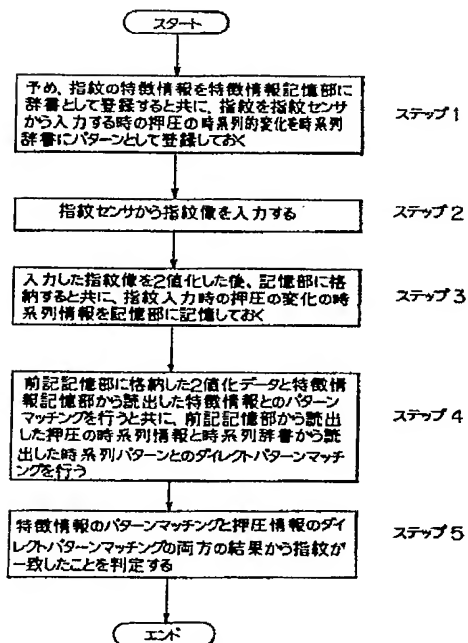 スタート
予め、指紋の特徴情報を特徴情報記憶部に
辞書として登録すると共に、指紋を指紋センサ
から入力する時の押圧の時系列的変化を時系列
辞書にパターンとして登録しておく
ステップ1
指紋センサから指紋像を入力する
ステップ2
入力した指紋像を2値化した後、記憶部に格
納すると共に、指紋入力時の押圧の変化の時
系列情報を記憶部に記憶しておく
ステップ3
前記記憶部に格納した2値化データと特徴情
報記憶部から読出した特徴情報とのパターン
マッチングを行うと共に、前記記憶部から読出
した押圧の時系列情報と時系列辞書から読
出した時系列パターンとのダイレクトパターンマッチ
ングを行う
ステップ4
特徴情報のパターンマッチングと押圧情報のダイ
レクトパターンマッチングの両方の結果から指紋が
一致したことを判定する
ステップ5
エンド